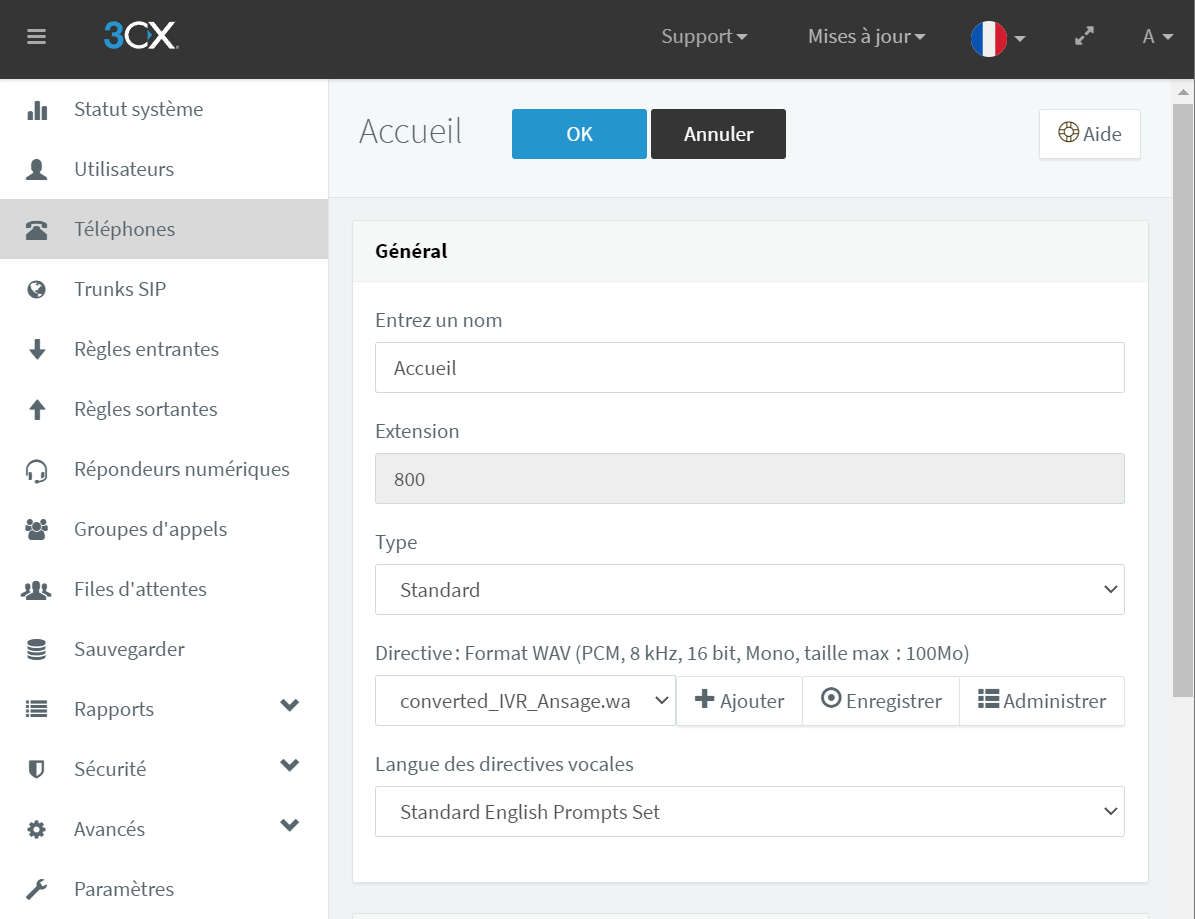 3CX
Support
Mises à jour
A
Statut système
Utilisateurs
Téléphones
Trunks SIP
Règles entrantes
Règles sortantes
Répondeurs numériques
Groupes d'appels
Files d'attentes
Sauvegarder
Rapports
Sécurité
Avancés
Paramètres
Accueil
OK
Annuler
Aide
Général
Entrez un nom
Accueil
Extension
800
Type
Standard
Directive : Format WAV (PCM, 8 kHz, 16 bit, Mono, taille max : 100Mo)
converted_IVR_Ansage.wa
Ajouter
Enregistrer
Administrer
Langue des directives vocales
Standard English Prompts Set